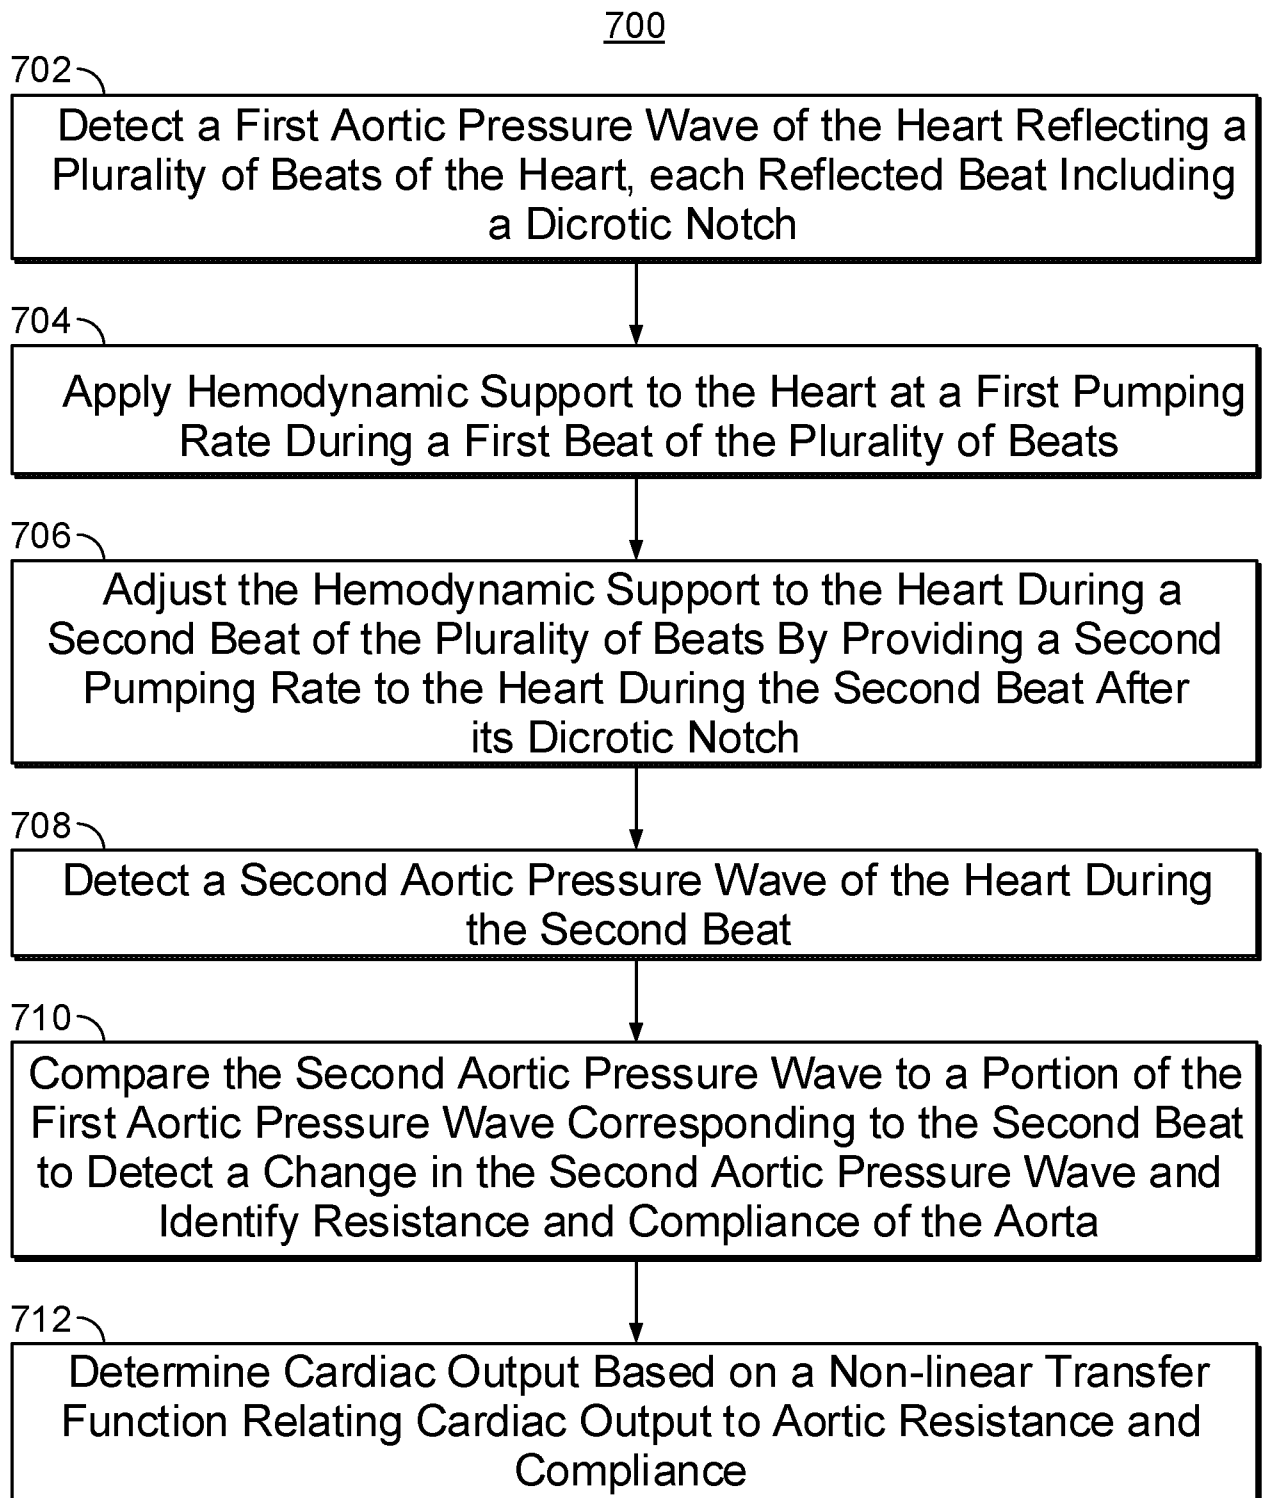 700
702
Detect a First Aortic Pressure Wave of the Heart Reflecting a
Plurality of Beats of the Heart, each Reflected Beat Including
a Dicrotic Notch
704
Apply Hemodynamic Support to the Heart at a First Pumping
Rate During a First Beat of the Plurality of Beats
706
Adjust the Hemodynamic Support to the Heart During a
Second Beat of the Plurality of Beats By Providing a Second
Pumping Rate to the Heart During the Second Beat After
its Dicrotic Notch
708
Detect a Second Aortic Pressure Wave of the Heart During
the Second Beat
710
Compare the Second Aortic Pressure Wave to a Portion of the
First Aortic Pressure Wave Corresponding to the Second Beat
to Detect a Change in the Second Aortic Pressure Wave and
Identify Resistance and Compliance of the Aorta
712
Determine Cardiac Output Based on a Non-linear Transfer
Function Relating Cardiac Output to Aortic Resistance and
Compliance